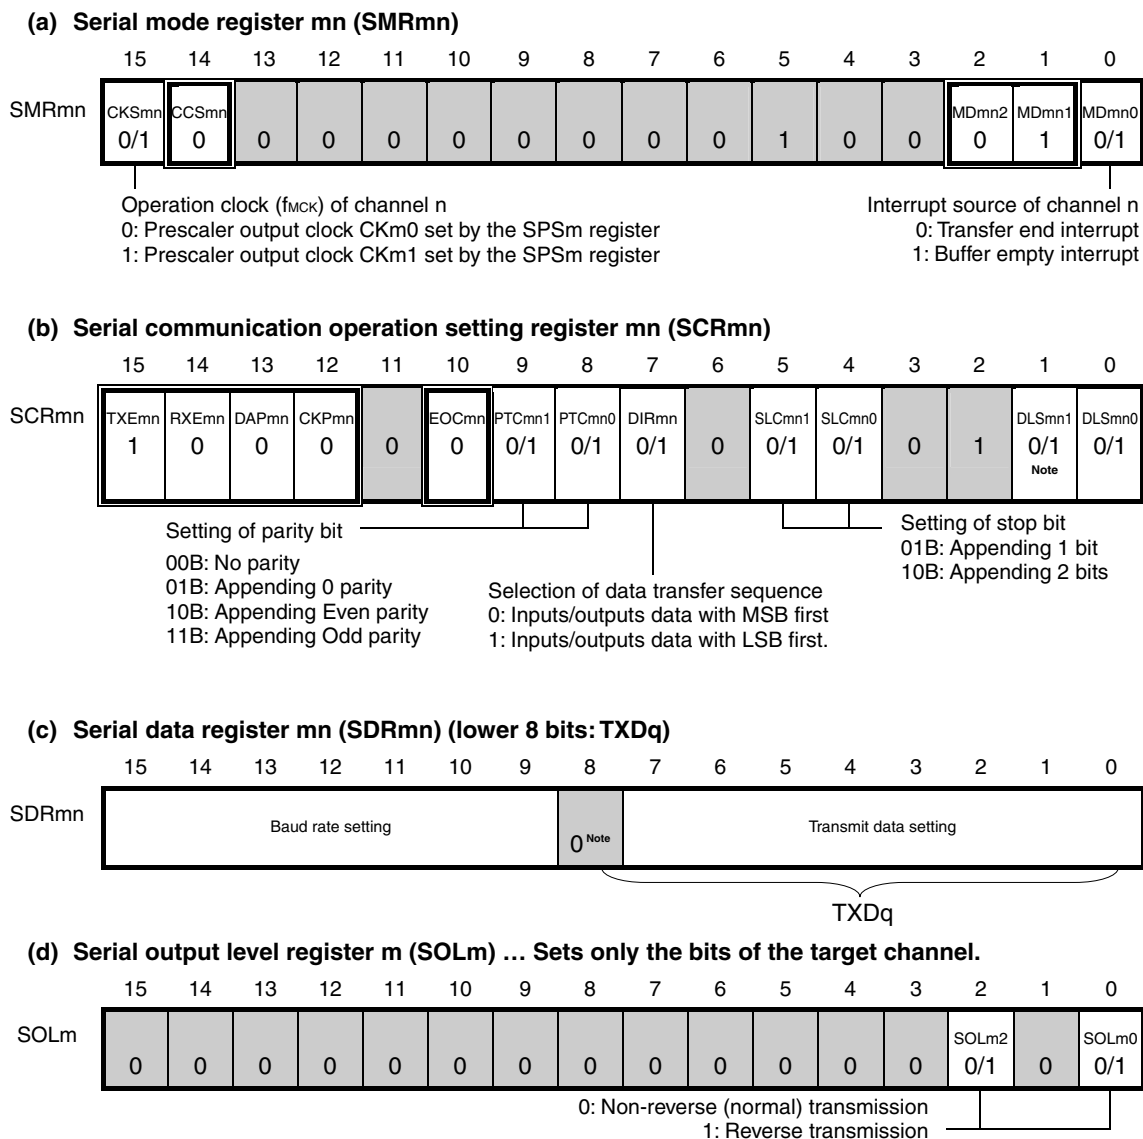 (a) Serial mode register mn (SMRmn)
15 14 13 12 11 10 9 8 7 6 5 4 3 2 1 0
SMRmn
CKSmn CCSmn MDmn2 MDmn1 MDmn0
0/1 0 0 0 0 0 0 0 0 0 1 0 0 0 1 0/1
Operation clock (fMCK) of channel n
0: Prescaler output clock CKm0 set by the SPSm register
1: Prescaler output clock CKm1 set by the SPSm register
Interrupt source of channel n
0: Transfer end interrupt
1: Buffer empty interrupt
(b) Serial communication operation setting register mn (SCRmn)
15 14 13 12 11 10 9 8 7 6 5 4 3 2 1 0
SCRmn
TXEmn RXEmn DAPmn CKPmn EOCmn PTCmn1 PTCmn0 DIRmn SLCmn1 SLCmn0 DLSmn1 DLSmn0
1 0 0 0 0 0 0/1 0/1 0/1 0 0/1 0/1 0 1 0/1 0/1
Note
Setting of parity bit
00B: No parity
01B: Appending 0 parity
10B: Appending Even parity
11B: Appending Odd parity
Selection of data transfer sequence
0: Inputs/outputs data with MSB first
1: Inputs/outputs data with LSB first.
Setting of stop bit
01B: Appending 1 bit
10B: Appending 2 bits
(c) Serial data register mn (SDRmn) (lower 8 bits: TXDq)
15 14 13 12 11 10 9 8 7 6 5 4 3 2 1 0
SDRmn
Baud rate setting
0 Note
Transmit data setting
TXDq
(d) Serial output level register m (SOLm) … Sets only the bits of the target channel.
15 14 13 12 11 10 9 8 7 6 5 4 3 2 1 0
SOLm
SOLm2 SOLm0
0 0 0 0 0 0 0 0 0 0 0 0 0 0/1 0 0/1
0: Non-reverse (normal) transmission
1: Reverse transmission